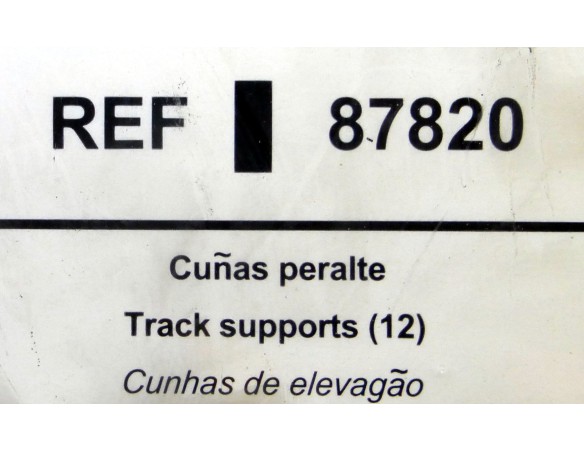 REF 87820
Cuñas peralte
Track supports (12)
Cunhas de elevagão